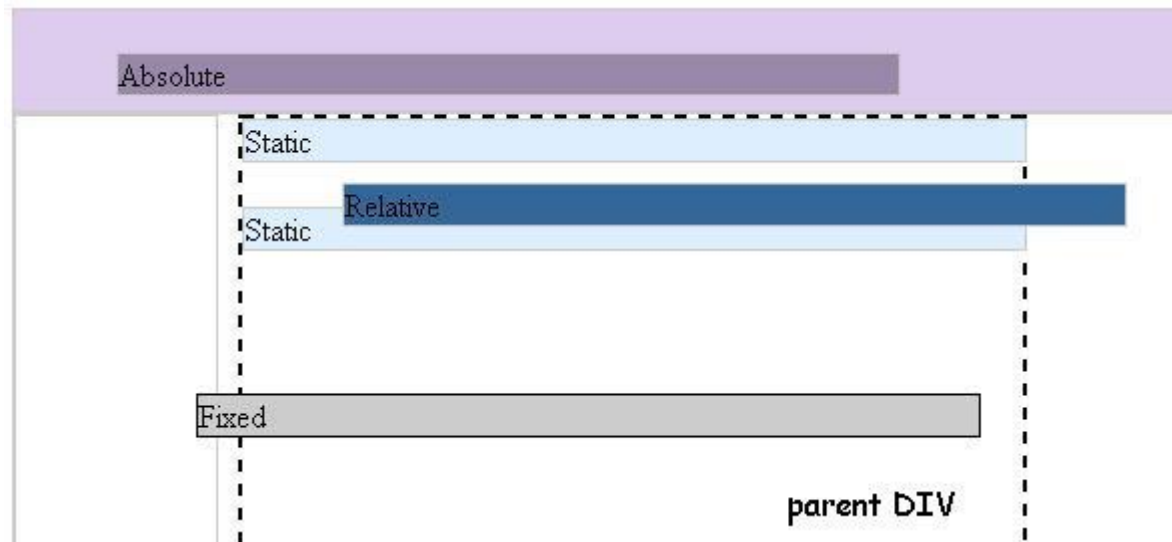 Absolute
Static
Relative
Static
Fixed
parent DIV